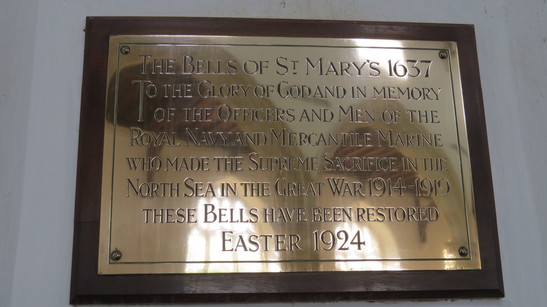 THE BELLS OF ST MARY'S 1637
TO THE GLORY OF GOD AND IN MEMORY
OF THE OFFICERS AND MEN OF THE
ROYAL NAVY AND MERCANTILE MARINE
WHO MADE THE SUPREME SACRIFICE IN THE
NORTH SEA IN THE GREAT WAR 1914-1919
THESE BELLS HAVE BEEN RESTORED
EASTER 1924